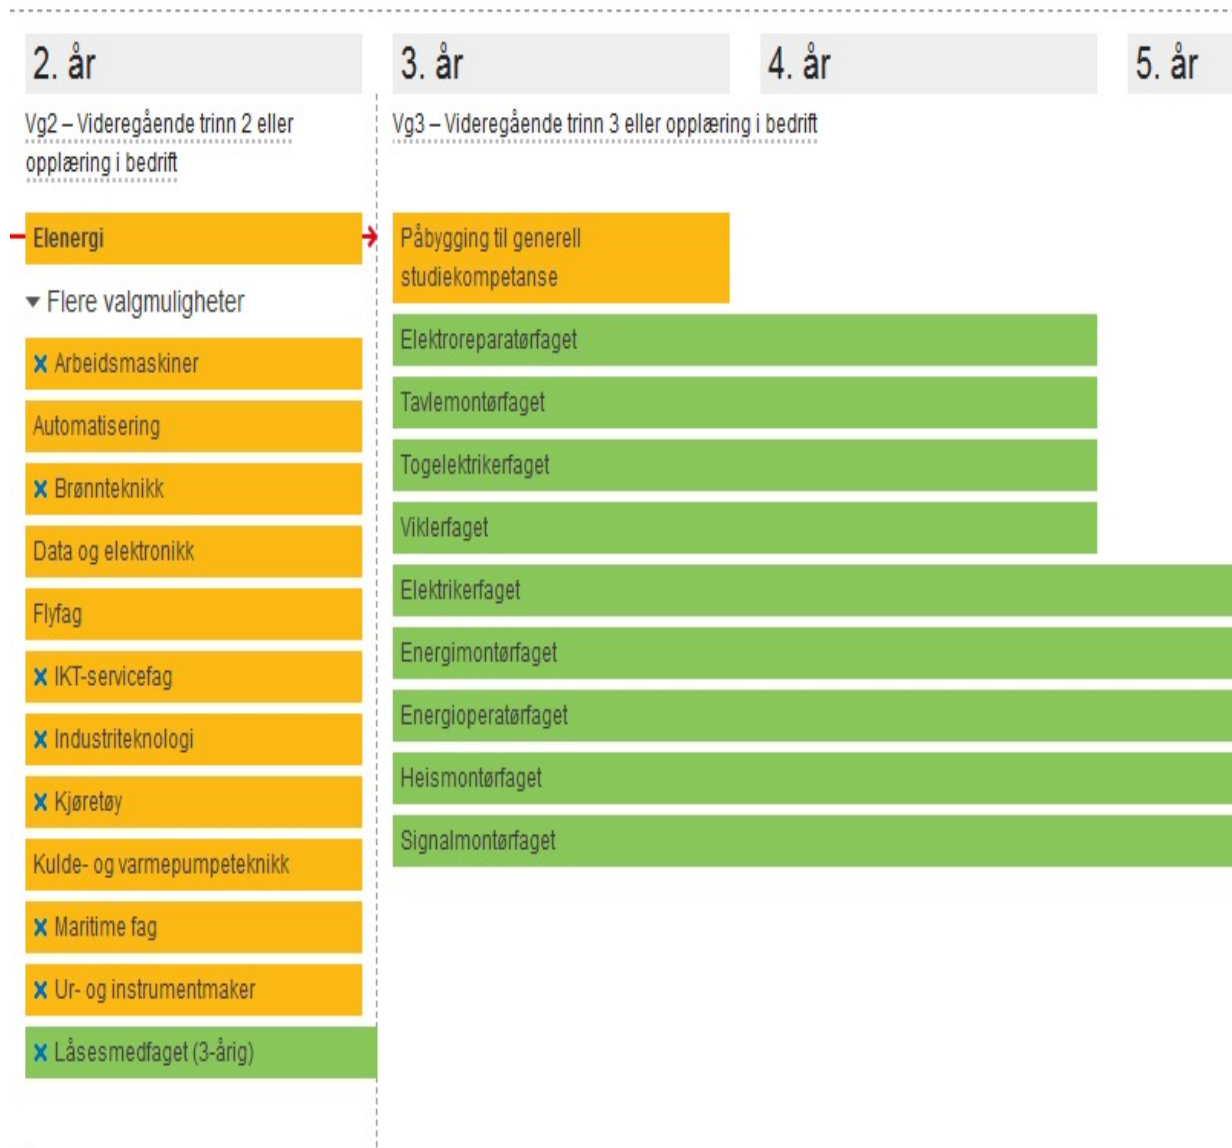 2. år
3. år
4. år
5. år
Vg2 – Videregående trinn 2 eller
opplæring i bedrift
Vg3 – Videregående trinn 3 eller opplæring i bedrift
Elenergi
▾ Flere valgmuligheter
x Arbeidsmaskiner
Automatisering
x Brønnteknikk
Data og elektronikk
Flyfag
x IKT-servicefag
x Industriteknologi
x Kjøretøy
Kulde- og varmepumpeteknikk
x Maritime fag
x Ur- og instrumentmaker
x Låsesmedfaget (3-årig)
Påbygging til generell
studiekompetanse
Elektroreparatørfaget
Tavlemontørfaget
Togelektrikerfaget
Viklerfaget
Elektrikerfaget
Energimontørfaget
Energioperatørfaget
Heismontørfaget
Signalmontørfaget